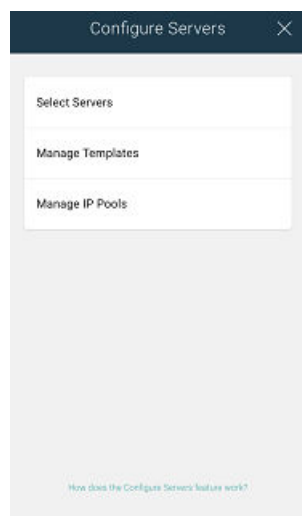 Configure Servers
Select Servers
Manage Templates
Manage IP Pools
How does the Configure Servers feature work?